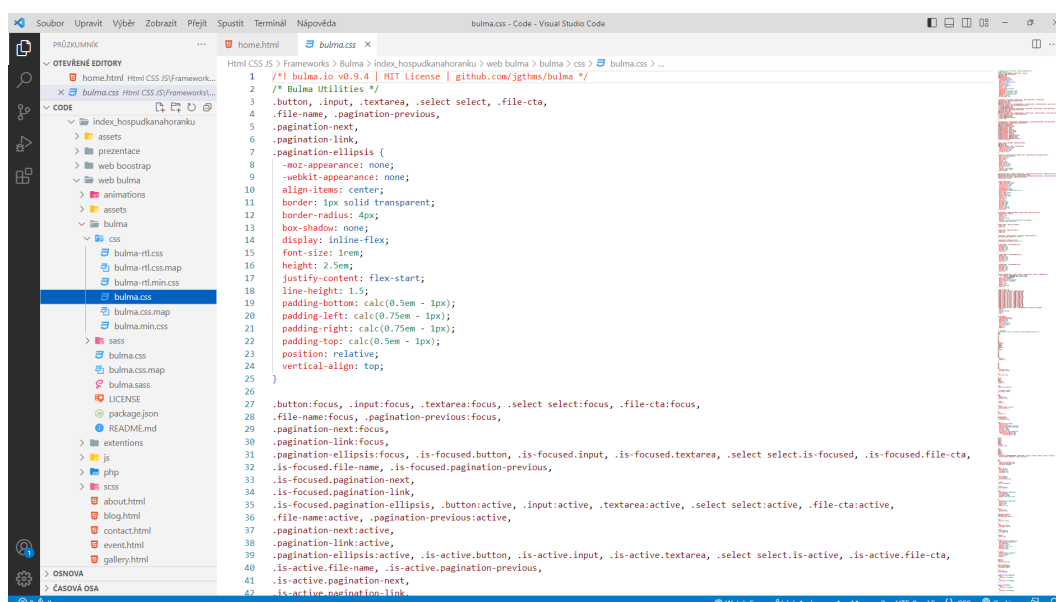 Soubor Upravit Výběr Zobrazit Přejít Spustit Terminál Nápověda
bulma.css - Code - Visual Studio Code
PRŮZKUMNÍK
OTEVŘENÉ EDITORY
home.html Html CSS JS\Framework...
bulma.css Html CSS JS\Frameworks\...
CODE
index_hospudkanahoranku
assets
prezentace
web boostrap
web bulma
animations
assets
bulma
css
bulma-rtl.css
bulma-rtl.css.map
bulma-rtl.min.css
bulma.css
bulma.css.map
bulma.min.css
sass
bulma.css
bulma.css.map
bulma.sass
LICENSE
package.json
README.md
extentions
js
php
scss
about.html
blog.html
contact.html
event.html
gallery.html
OSNOVA
ČASOVÁ OSA
home.html
bulma.css
Html CSS JS > Frameworks > Bulma > index_hospudkanahoranku > web bulma > bulma > css > bulma.css > ...
1 /*! bulma.io v0.9.4 | MIT License | github.com/jgthms/bulma */
2 /* Bulma Utilities */
3 .button, .input, .textarea, .select select, .file-cta,
4 .file-name, .pagination-previous,
5 .pagination-next,
6 .pagination-link,
7 .pagination-ellipsis {
8 -moz-appearance: none;
9 -webkit-appearance: none;
10 align-items: center;
11 border: 1px solid transparent;
12 border-radius: 4px;
13 box-shadow: none;
14 display: inline-flex;
15 font-size: 1rem;
16 height: 2.5em;
17 justify-content: flex-start;
18 line-height: 1.5;
19 padding-bottom: calc(0.5em - 1px);
20 padding-left: calc(0.75em - 1px);
21 padding-right: calc(0.75em - 1px);
22 padding-top: calc(0.5em - 1px);
23 position: relative;
24 vertical-align: top;
25 }
26
27 .button:focus, .input:focus, .textarea:focus, .select select:focus, .file-cta:focus,
28 .file-name:focus, .pagination-previous:focus,
29 .pagination-next:focus,
30 .pagination-link:focus,
31 .pagination-ellipsis:focus, .is-focused.button, .is-focused.input, .is-focused.textarea, .select select.is-focused, .is-focused.file-cta,
32 .is-focused.file-name, .is-focused.pagination-previous,
33 .is-focused.pagination-next,
34 .is-focused.pagination-link,
35 .is-focused.pagination-ellipsis, .button:active, .input:active, .textarea:active, .select select:active, .file-cta:active,
36 .file-name:active, .pagination-previous:active,
37 .pagination-next:active,
38 .pagination-link:active,
39 .pagination-ellipsis:active, .is-active.button, .is-active.input, .is-active.textarea, .select select.is-active, .is-active.file-cta,
40 .is-active.file-name, .is-active.pagination-previous,
41 .is-active.pagination-next,
42 .is-active.pagination-link,